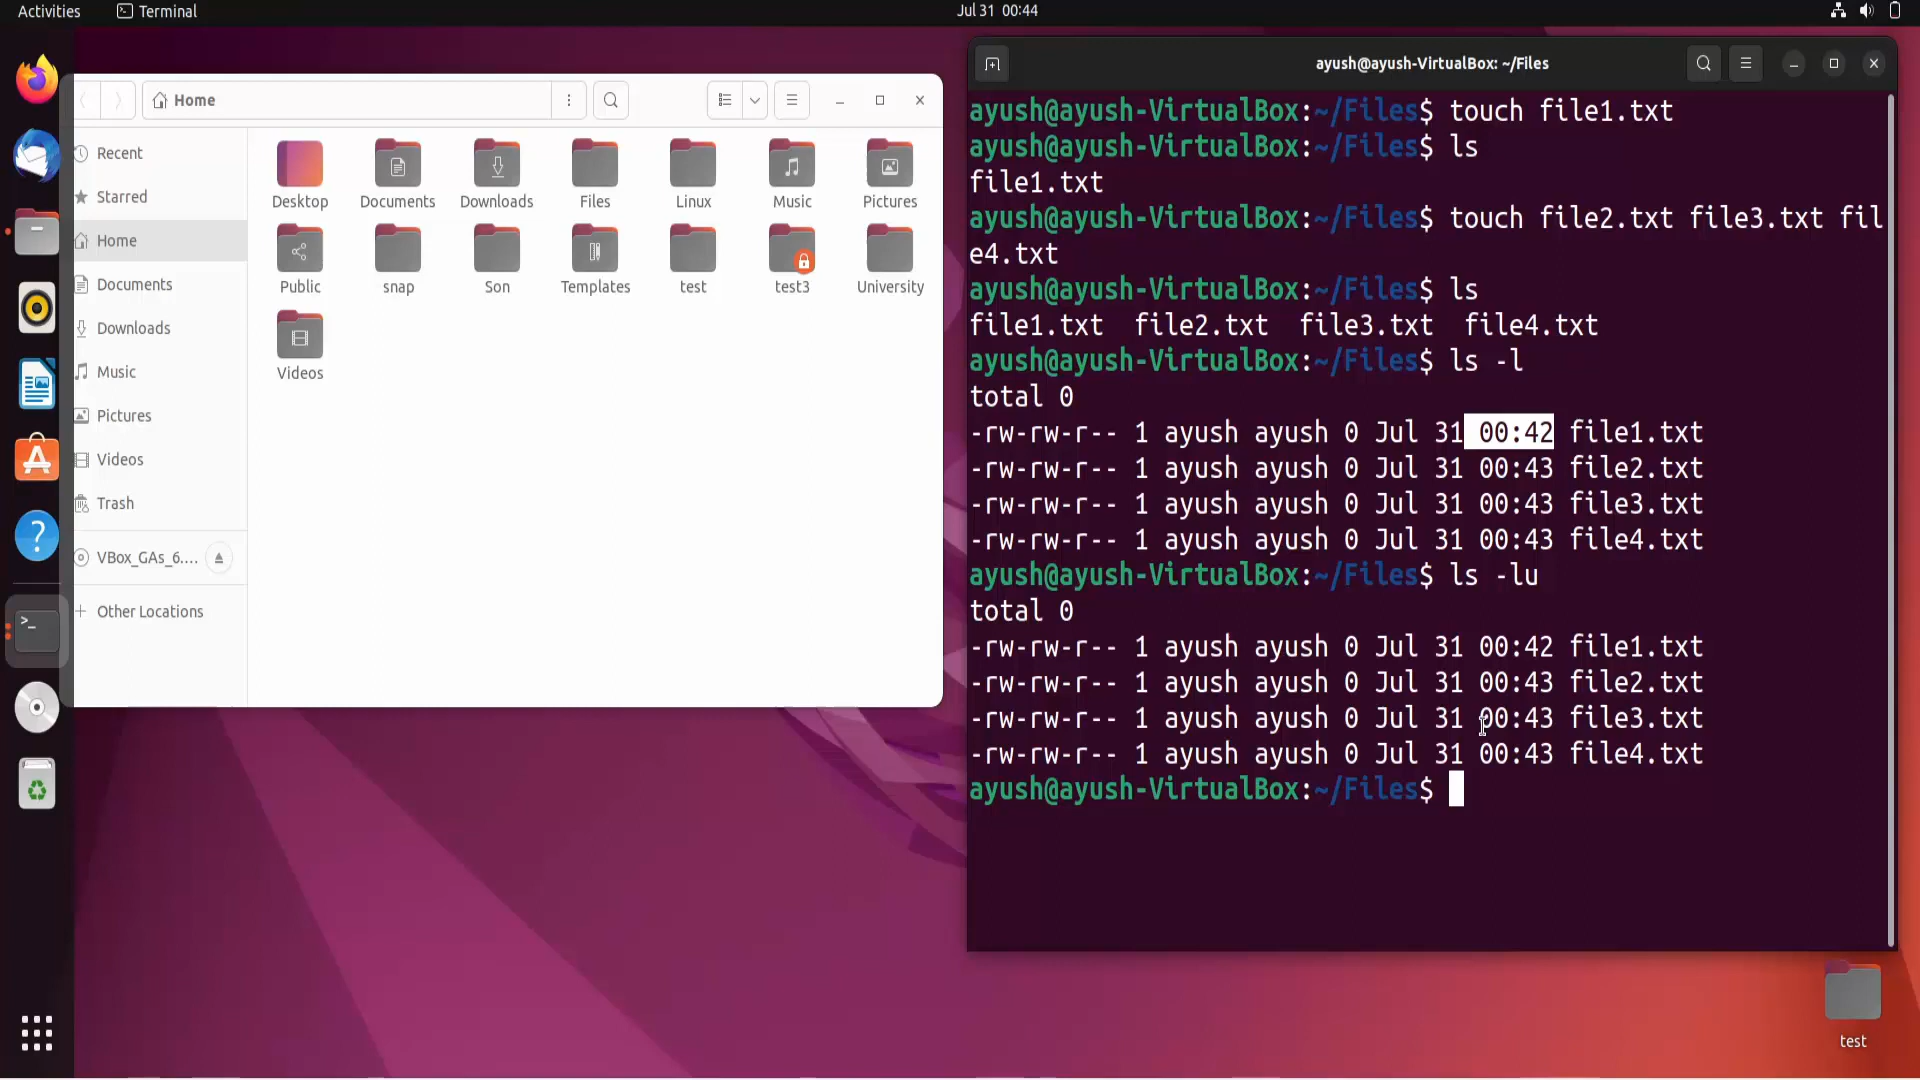 Activities Terminal Jul 31 00:44
Home
Recent
Starred
Home
Documents
Downloads
Music
Pictures
Videos
Trash
VBox_GAs_6....
Other Locations
Desktop Documents Downloads Files Linux Music Pictures
Public snap Son Templates test test3 University
Videos
ayush@ayush-VirtualBox: ~/Files
ayush@ayush-VirtualBox:~/Files$ touch file1.txt
ayush@ayush-VirtualBox:~/Files$ ls
file1.txt
ayush@ayush-VirtualBox:~/Files$ touch file2.txt file3.txt fil
e4.txt
ayush@ayush-VirtualBox:~/Files$ ls
file1.txt file2.txt file3.txt file4.txt
ayush@ayush-VirtualBox:~/Files$ ls -l
total 0
-rw-rw-r-- 1 ayush ayush 0 Jul 31 00:42 file1.txt
-rw-rw-r-- 1 ayush ayush 0 Jul 31 00:43 file2.txt
-rw-rw-r-- 1 ayush ayush 0 Jul 31 00:43 file3.txt
-rw-rw-r-- 1 ayush ayush 0 Jul 31 00:43 file4.txt
ayush@ayush-VirtualBox:~/Files$ ls -lu
total 0
-rw-rw-r-- 1 ayush ayush 0 Jul 31 00:42 file1.txt
-rw-rw-r-- 1 ayush ayush 0 Jul 31 00:43 file2.txt
-rw-rw-r-- 1 ayush ayush 0 Jul 31 00:43 file3.txt
-rw-rw-r-- 1 ayush ayush 0 Jul 31 00:43 file4.txt
ayush@ayush-VirtualBox:~/Files$
test